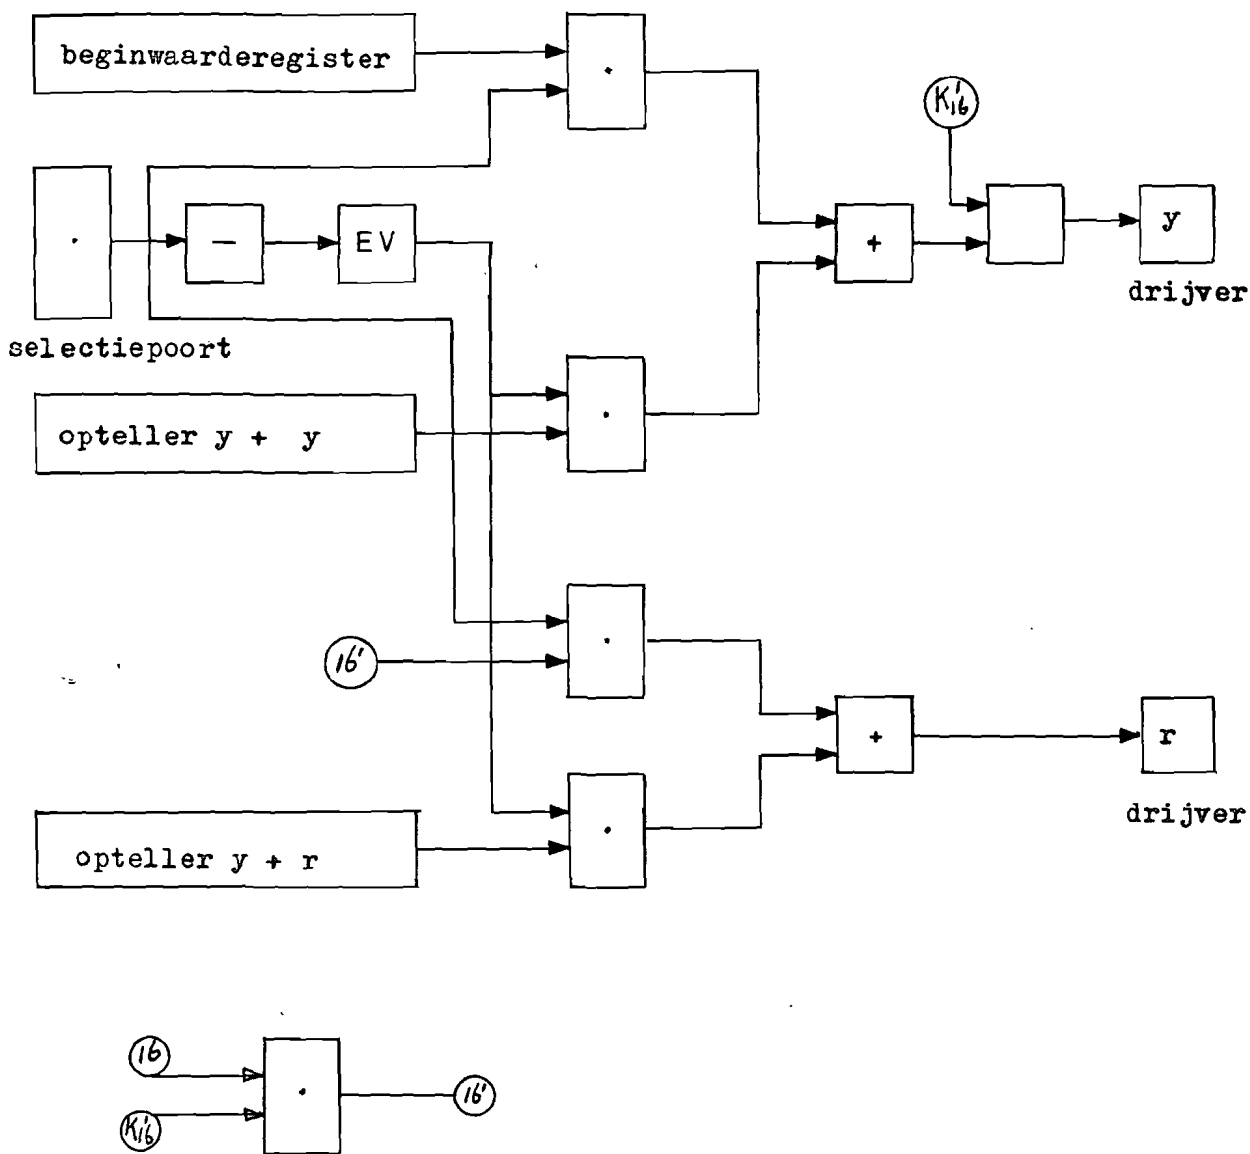 beginwaarderegister
.
K'16
.
—
EV
+
y
drijver
selectiepoort
.
opteller y + y
.
16'
+
r
drijver
.
opteller y + r
16
.
16'
K'16